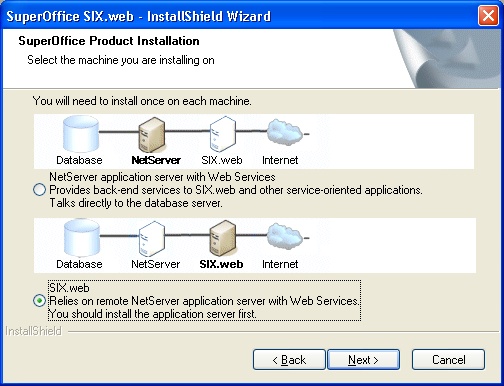 SuperOffice SIX.web - InstallShield Wizard
SuperOffice Product Installation
Select the machine you are installing on
You will need to install once on each machine.
Database NetServer SIX.web Internet
NetServer application server with Web Services
Provides back-end services to SIX.web and other service-oriented applications.
Talks directly to the database server.
Database NetServer SIX.web Internet
SIX.web
Relies on remote NetServer application server with Web Services.
You should install the application server first.
InstallShield
< Back Next > Cancel